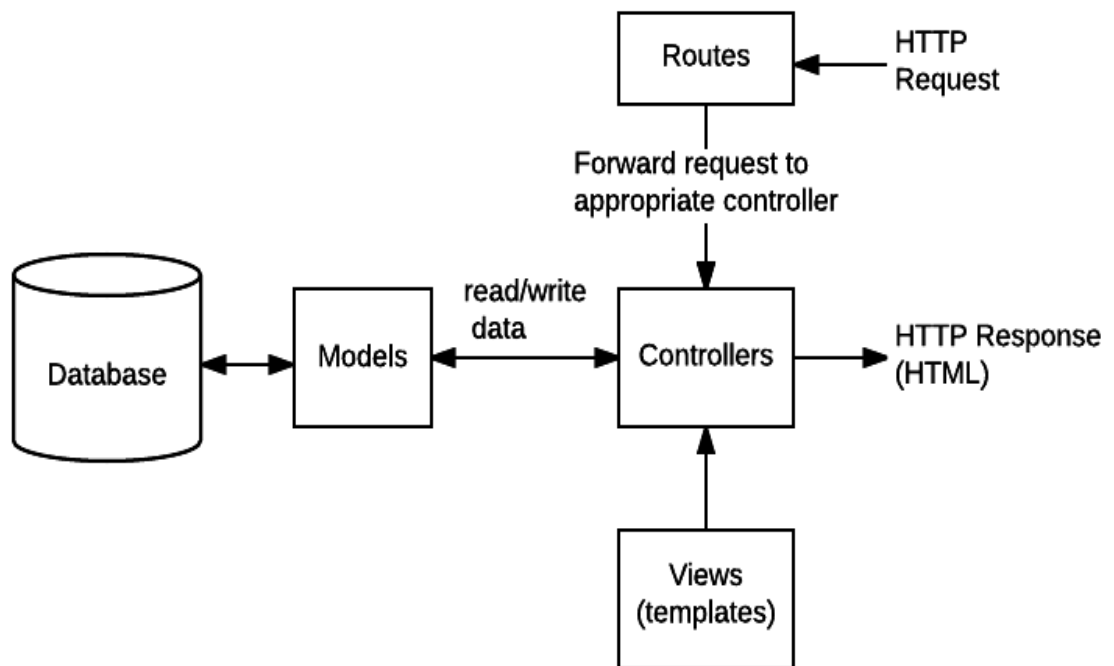 Routes
HTTP
Request
Forward request to
appropriate controller
Database
Models
read/write
data
Controllers
HTTP Response
(HTML)
Views
(templates)